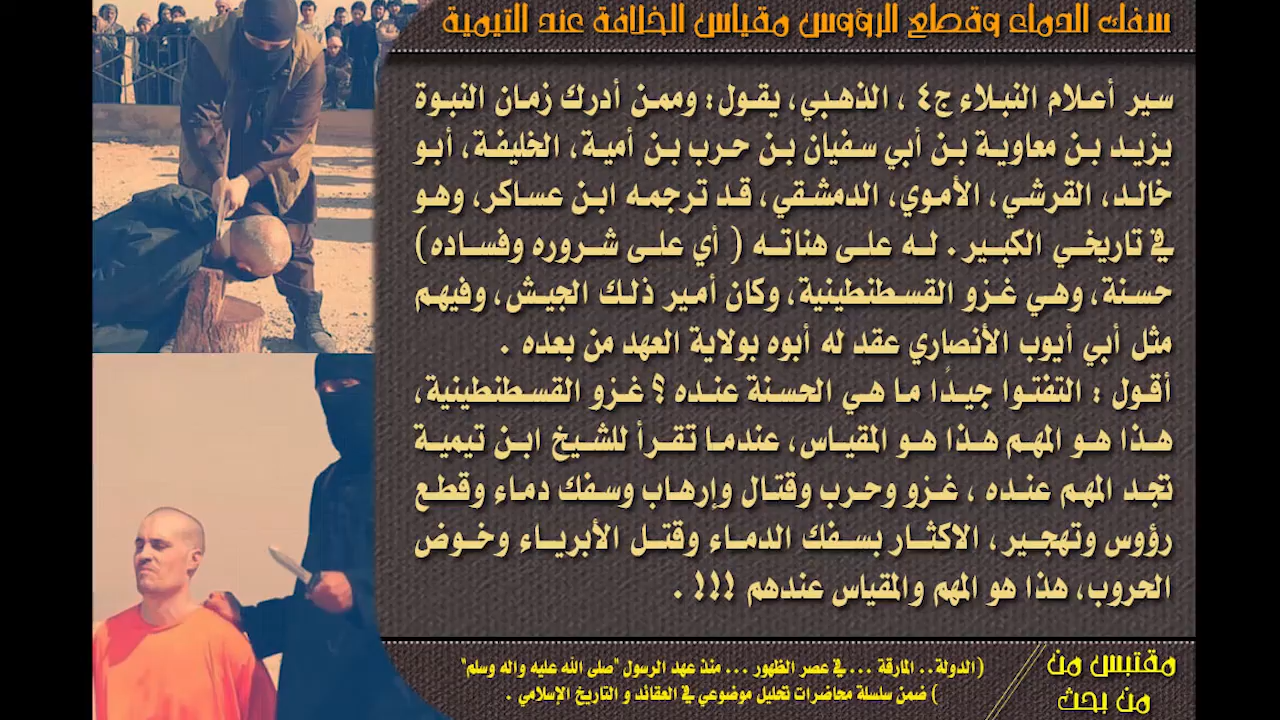 سفك الدماء وقطع الرؤوس مقياس الخلافة عند التيمية
سير أعلام النبلاء ج٤ ، الذهبي، يقول: وممن أدرك زمان النبوة
يزيد بن معاوية بن أبي سفيان بن حرب بن أمية، الخليفة، أبو
خالد، القرشي، الأموي، الدمشقي، قد ترجمه ابن عساكر، وهو
في تاريخي الكبير. له على هناته ( أي على شروره وفساده)
حسنة، وهي غزو القسطنطينية، وكان أمير ذلك الجيش، وفيهم
مثل أبي أيوب الأنصاري عقد له أبوه بولاية العهد من بعده .
أقول : التفتوا جيدًا ما هي الحسنة عنده ؟ غزو القسطنطينية،
هذا هو المهم هذا هو المقياس، عندما تقرأ للشيخ ابن تيمية
تجد المهم عنده ، غزو وحرب وقتال وإرهاب وسفك دماء وقطع
رؤوس وتهجير، الاكثار بسفك الدماء وقتل الأبرياء وخوض
الحروب، هذا هو المهم والمقياس عندهم !!! .
مقتبس من
من بحث
(الدولة.. المارقة ... في عصر الظهور ... منذ عهد الرسول "صلى الله عليه واله وسلم"
) ضمن سلسلة محاضرات تحليل موضوعي في العقائد و التاريخ الإسلامي .